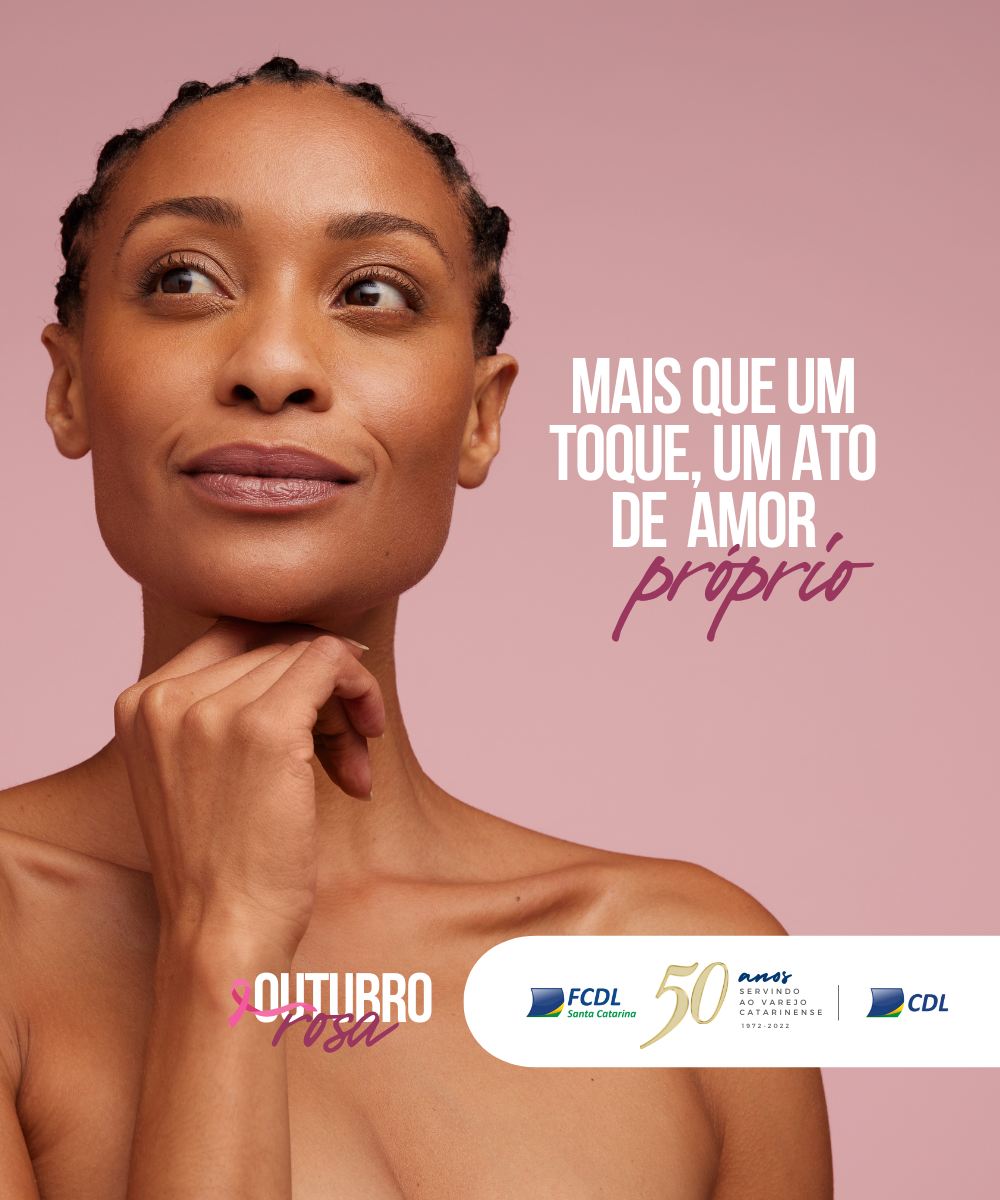 MAIS QUE UM
TOQUE, UM ATO
DE AMOR
próprio
OUTUBRO
rosa
FCDL
Santa Catarina
50 anos
SERVINDO
AO VAREJO
CATARINENSE
1972-2022
CDL